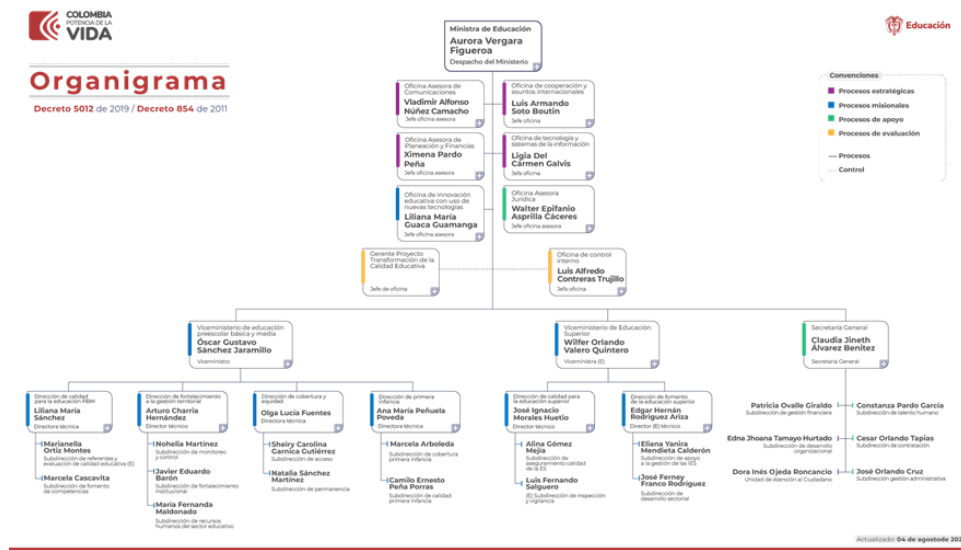 COLOMBIA
POTENCIA DE LA
VIDA
Educación
Organigrama
Decreto 5012 de 2019 / Decreto 854 de 2011
Ministra de Educación
Aurora Vergara
Figueroa
Despacho del Ministerio
Convenciones
Procesos estratégicas
Procesos misionales
Procesos de apoyo
Procesos de evaluación
Procesos
Control
Oficina Asesora de
Comunicaciones
Vladimir Alfonso
Núñez Camacho
Jefe oficina asesora
Oficina de cooperación y
asuntos internacionales
Luis Armando
Soto Boutin
Jefe oficina
Oficina Asesora de
Planeación y Finanzas
Ximena Pardo
Peña
Jefe oficina asesora
Oficina de tecnología y
sistemas de la información
Ligia Del
Carmen Galvis
Jefa oficina
Oficina de innovación
educativa con uso de
nuevas tecnologías
Liliana María
Guaca Guamanga
Jefe oficina asesora
Oficina Asesora
Jurídica
Walter Epifanio
Asprilla Cáceres
Jefe oficina asesora
Gerente Proyecto
Transformación de la
Calidad Educativa
Jefe de oficina
Oficina de control
interno
Luis Alfredo
Contreras Trujillo
Jefa oficina
Viceministerio de educación
preescolar básica y media
Óscar Gustavo
Sánchez Jaramillo
Viceministro
Viceministerio de Educación
Superior
Wilfer Orlando
Valero Quintero
Viceministra (E)
Secretaría General
Claudia Jineth
Álvarez Benitez
Secretaria General
Dirección de calidad
para la educación PBM
Liliana María
Sánchez
Directora técnica
Marianella
Ortiz Montes
Subdirección de referentes y
evaluación de calidad educativa (E)
Marcela Cascavita
Subdirección de fomento
de competencias
Dirección de fortalecimiento
a la gestión territorial
Arturo Charria
Hernández
Director técnico
Nohelia Martínez
Subdirección de monitoreo
y control
Javier Eduardo
Barón
Subdirección de fortalecimiento
institucional
María Fernanda
Maldonado
Subdirección de recursos
humanos del sector educativo
Dirección de cobertura y
equidad
Olga Lucía Fuentes
Directora técnica
Sheiry Carolina
Garnica Gutiérrez
Subdirección de acceso
Natalia Sánchez
Martínez
Subdirección de permanencia
Dirección de primera
infancia
Ana María Peñuela
Poveda
Directora técnica
Marcela Arboleda
Subdirección de cobertura
primera infancia
Camilo Ernesto
Peña Porras
Subdirección de calidad
primera infancia
Dirección de calidad para la
educación superior
José Ignacio
Morales Huetio
Director técnico
Alina Gómez
Mejía
Subdirección de
aseguramiento calidad
de la ES
Luis Fernando
Salguero
(E) Subdirección de inspección
y vigilancia
Dirección de fomento
de la educación superior
Edgar Hernán
Rodríguez Ariza
Director (E) técnico
Eliana Yanira
Mendieta Calderón
Subdirección de apoyo
a la gestión de las IES
José Ferney
Franco Rodríguez
Subdirección de
desarrollo sectorial
Patricia Ovalle Giraldo
Subdirección de gestión financiera
Constanza Pardo García
Subdirección de talento humano
Edna Jhoana Tamayo Hurtado
Subdirección de desarrollo
organizacional
Cesar Orlando Tapias
Subdirección de contratación
Dora Inés Ojeda Roncancio
Unidad de Atención al Ciudadano
José Orlando Cruz
Subdirección gestión administrativa
Actualizado: 04 de agostode 202